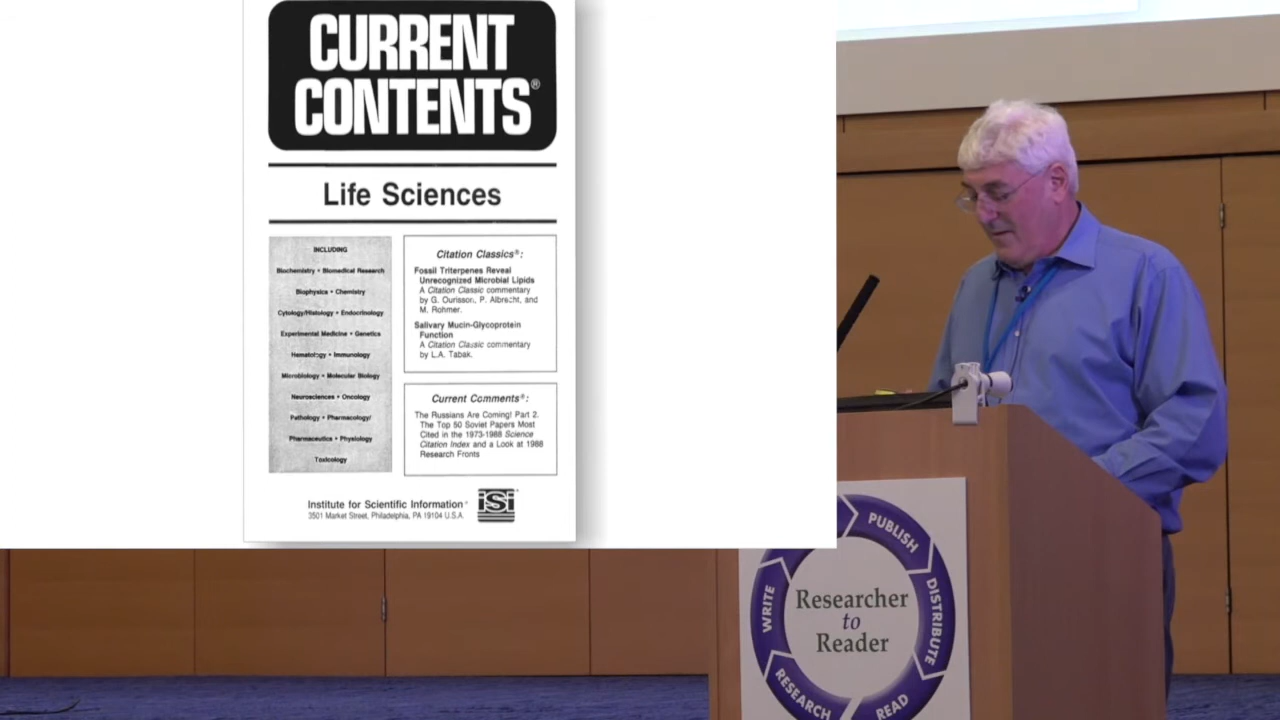 CURRENT
CONTENTS®
Life Sciences
INCLUDING
Biochemistry • Biomedical Research
Biophysics • Chemistry
Cytology/Histology • Endocrinology
Experimental Medicine • Genetics
Hematology • Immunology
Microbiology • Molecular Biology
Neurosciences • Oncology
Pathology • Pharmacology/
Pharmaceutics • Physiology
Toxicology
Citation Classics®:
Fossil Triterpenes Reveal
Unrecognized Microbial Lipids
A Citation Classic commentary
by G. Ourisson, P. Albrecht, and
M. Rohmer.
Salivary Mucin-Glycoprotein
Function
A Citation Classic commentary
by L.A. Tabak.
Current Comments®:
The Russians Are Coming! Part 2.
The Top 50 Soviet Papers Most
Cited in the 1973-1988 Science
Citation Index and a Look at 1988
Research Fronts
Institute for Scientific Information®
3501 Market Street, Philadelphia, PA 19104 U.S.A.
iSi®
PUBLISH
DISTRIBUTE
READ
RESEARCH
WRITE
Researcher
to
Reader